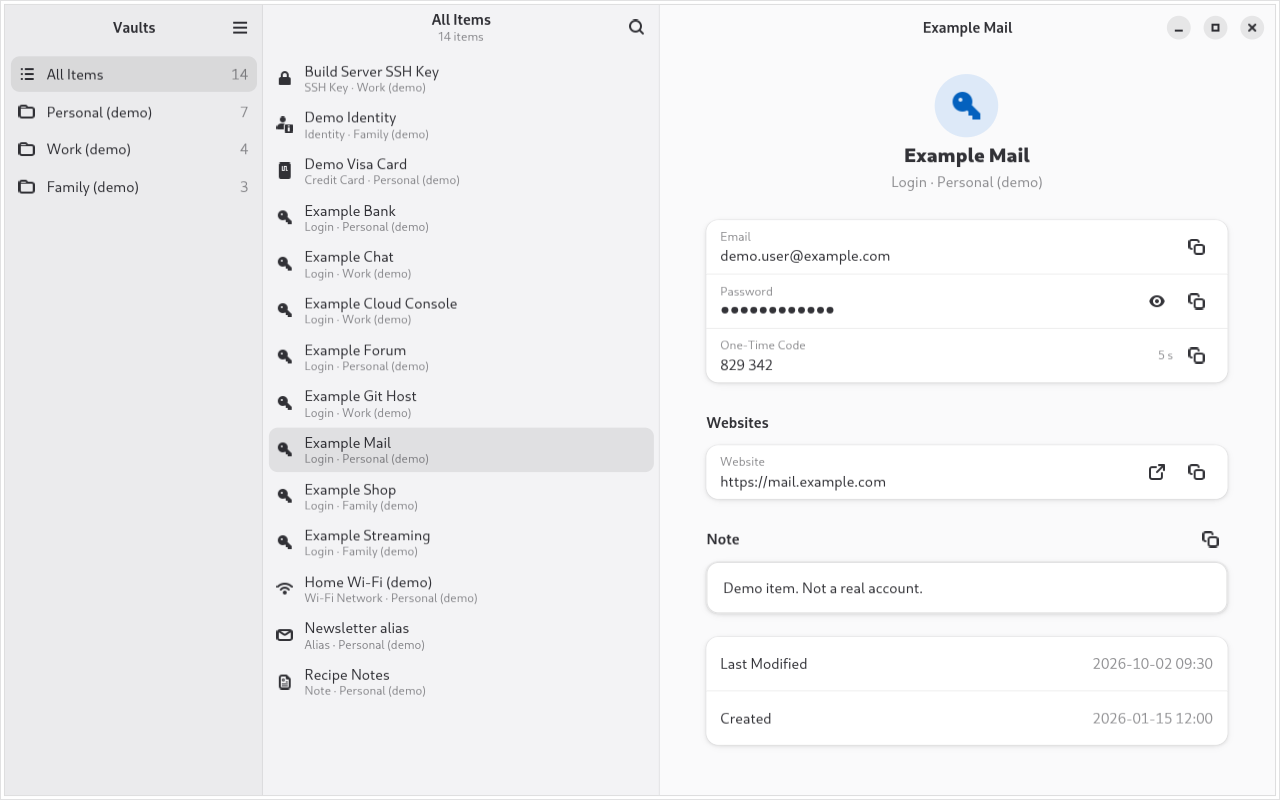 Vaults
All Items 14
Personal (demo) 7
Work (demo) 4
Family (demo) 3
All Items
14 items
Build Server SSH Key
SSH Key · Work (demo)
Demo Identity
Identity · Family (demo)
Demo Visa Card
Credit Card · Personal (demo)
Example Bank
Login · Personal (demo)
Example Chat
Login · Work (demo)
Example Cloud Console
Login · Work (demo)
Example Forum
Login · Personal (demo)
Example Git Host
Login · Work (demo)
Example Mail
Login · Personal (demo)
Example Shop
Login · Family (demo)
Example Streaming
Login · Family (demo)
Home Wi-Fi (demo)
Wi-Fi Network · Personal (demo)
Newsletter alias
Alias · Personal (demo)
Recipe Notes
Note · Personal (demo)
Example Mail
Example Mail
Login · Personal (demo)
Email
demo.user@example.com
Password
●●●●●●●●●●●●
One-Time Code
829 342
5 s
Websites
Website
https://mail.example.com
Note
Demo item. Not a real account.
Last Modified 2026-10-02 09:30
Created 2026-01-15 12:00